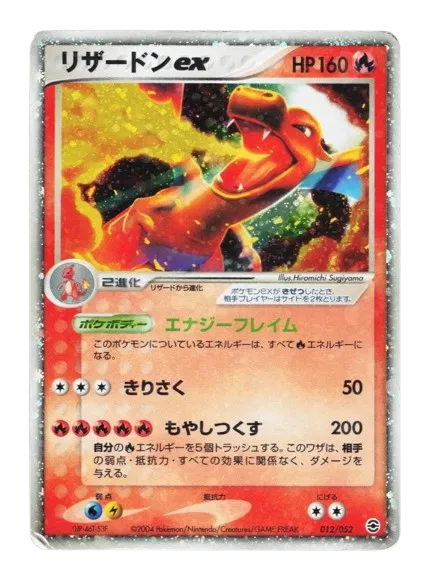 リザードンex HP160
Illus.Hiromichi Sugiyama
2進化 リザードから進化
ポケモンexがきぜつしたとき、
相手プレイヤーはサイドを2枚とります。
ポケボディー エナジーフレイム
このポケモンについているエネルギーは、すべてエネルギーに
なる。
きりさく 50
もやしつくす 200
自分のエネルギーを5個トラッシュする。このワザは、相手
の弱点・抵抗力・すべての効果に関係なく、ダメージを
与える。
弱点 抵抗力 にげる
©2004 Pokémon/Nintendo/Creatures/GAME FREAK 012/052